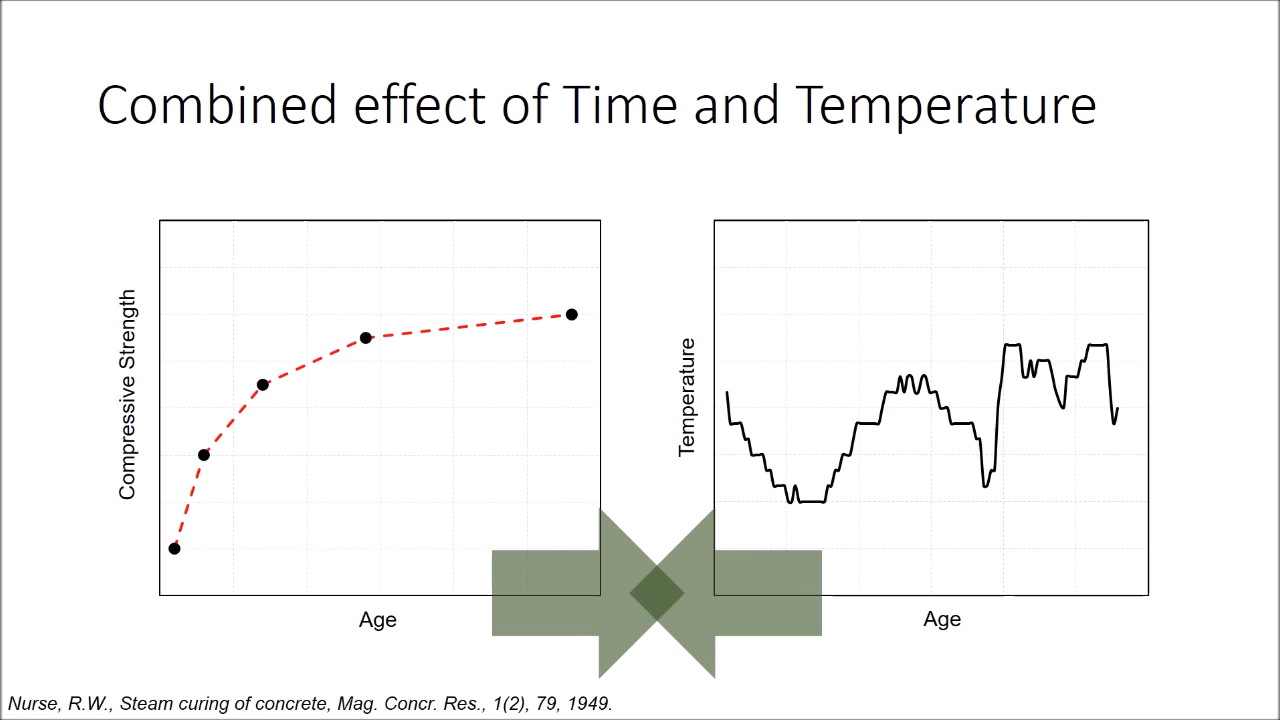 Combined effect of Time and Temperature
Compressive Strength
Age
Temperature
Age
Nurse, R.W., Steam curing of concrete, Mag. Concr. Res., 1(2), 79, 1949.